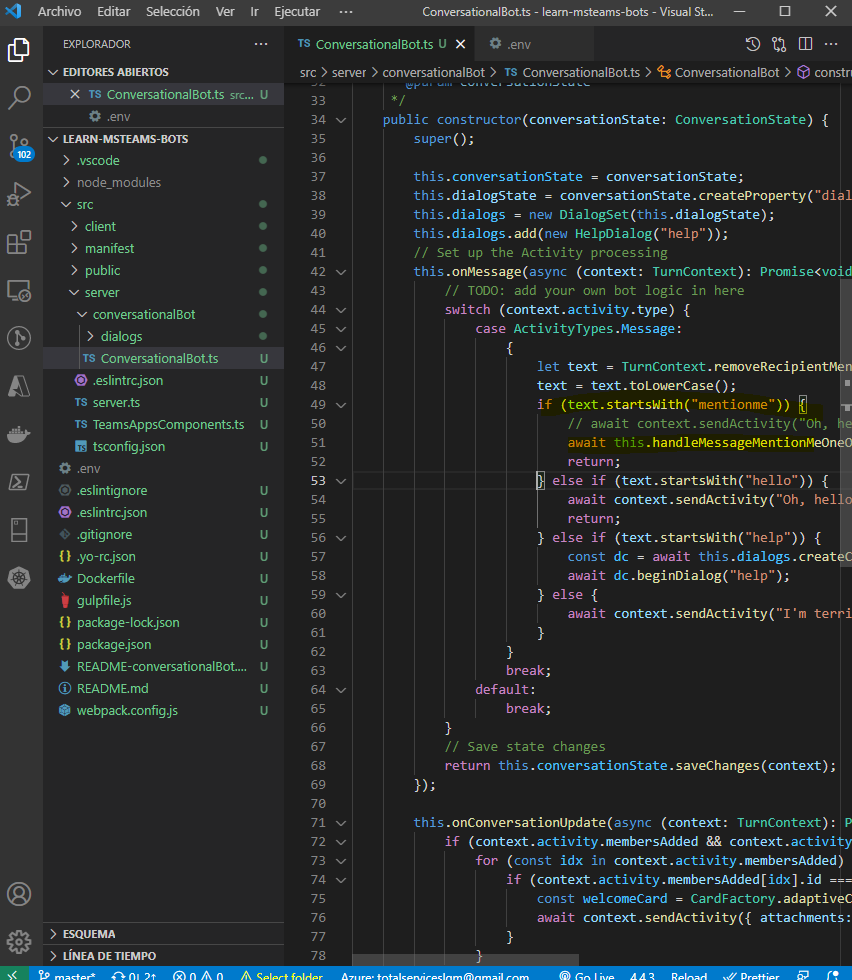 Archivo Editar Selección Ver Ir Ejecutar ··· ConversationalBot.ts - learn-msteams-bots - Visual St...
EXPLORADOR ···
EDITORES ABIERTOS
TS ConversationalBot.ts src... U
.env
LEARN-MSTEAMS-BOTS
.vscode
node_modules
src
client
manifest
public
server
conversationalBot
dialogs
TS ConversationalBot.ts U
.eslintrc.json U
TS server.ts U
TS TeamsAppsComponents.ts U
tsconfig.json U
.env
.eslintignore U
.eslintrc.json U
.gitignore U
{} .yo-rc.json U
Dockerfile U
gulpfile.js U
{} package-lock.json U
{} package.json U
README-conversationalBot.... U
README.md U
webpack.config.js U
ESQUEMA
LÍNEA DE TIEMPO
102
TS ConversationalBot.ts U .env
src > server > conversationalBot > TS ConversationalBot.ts > ConversationalBot > constru
33 */
34 public constructor(conversationState: ConversationState) {
35 super();
36
37 this.conversationState = conversationState;
38 this.dialogState = conversationState.createProperty("dial
39 this.dialogs = new DialogSet(this.dialogState);
40 this.dialogs.add(new HelpDialog("help"));
41 // Set up the Activity processing
42 this.onMessage(async (context: TurnContext): Promise<void
43 // TODO: add your own bot logic in here
44 switch (context.activity.type) {
45 case ActivityTypes.Message:
46 {
47 let text = TurnContext.removeRecipientMen
48 text = text.toLowerCase();
49 if (text.startsWith("mentionme")) {
50 // await context.sendActivity("Oh, he
51 await this.handleMessageMentionMeOneO
52 return;
53 } else if (text.startsWith("hello")) {
54 await context.sendActivity("Oh, hello
55 return;
56 } else if (text.startsWith("help")) {
57 const dc = await this.dialogs.createC
58 await dc.beginDialog("help");
59 } else {
60 await context.sendActivity("I'm terri
61 }
62 }
63 break;
64 default:
65 break;
66 }
67 // Save state changes
68 return this.conversationState.saveChanges(context);
69 });
70
71 this.onConversationUpdate(async (context: TurnContext): P
72 if (context.activity.membersAdded && context.activity
73 for (const idx in context.activity.membersAdded)
74 if (context.activity.membersAdded[idx].id ===
75 const welcomeCard = CardFactory.adaptiveC
76 await context.sendActivity({ attachments:
77 }
78 }
master* 0↓ 2↑ 0 0 Select folder Azure: totalserviceslgm@gmail.com Go Live 4.4.3 Reload Prettier